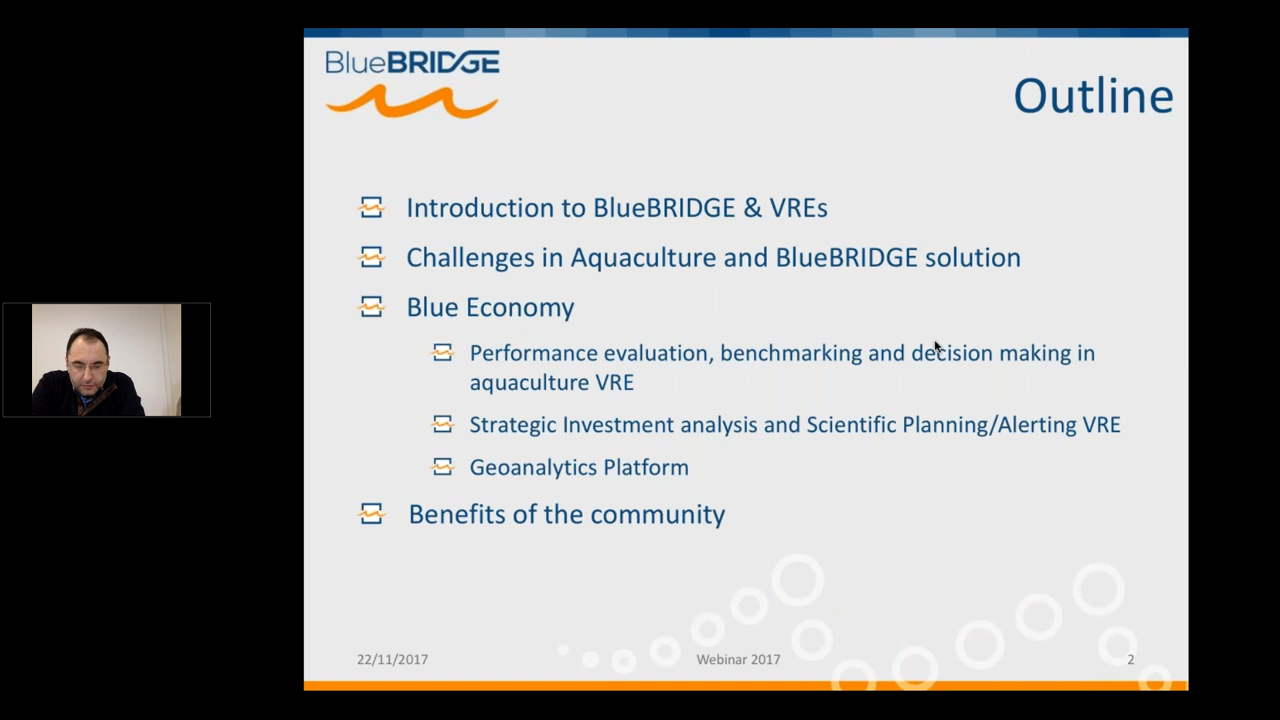 BlueBRIDGE
Outline
Introduction to BlueBRIDGE & VREs
Challenges in Aquaculture and BlueBRIDGE solution
Blue Economy
Performance evaluation, benchmarking and decision making in
aquaculture VRE
Strategic Investment analysis and Scientific Planning/Alerting VRE
Geoanalytics Platform
Benefits of the community
22/11/2017
Webinar 2017
2